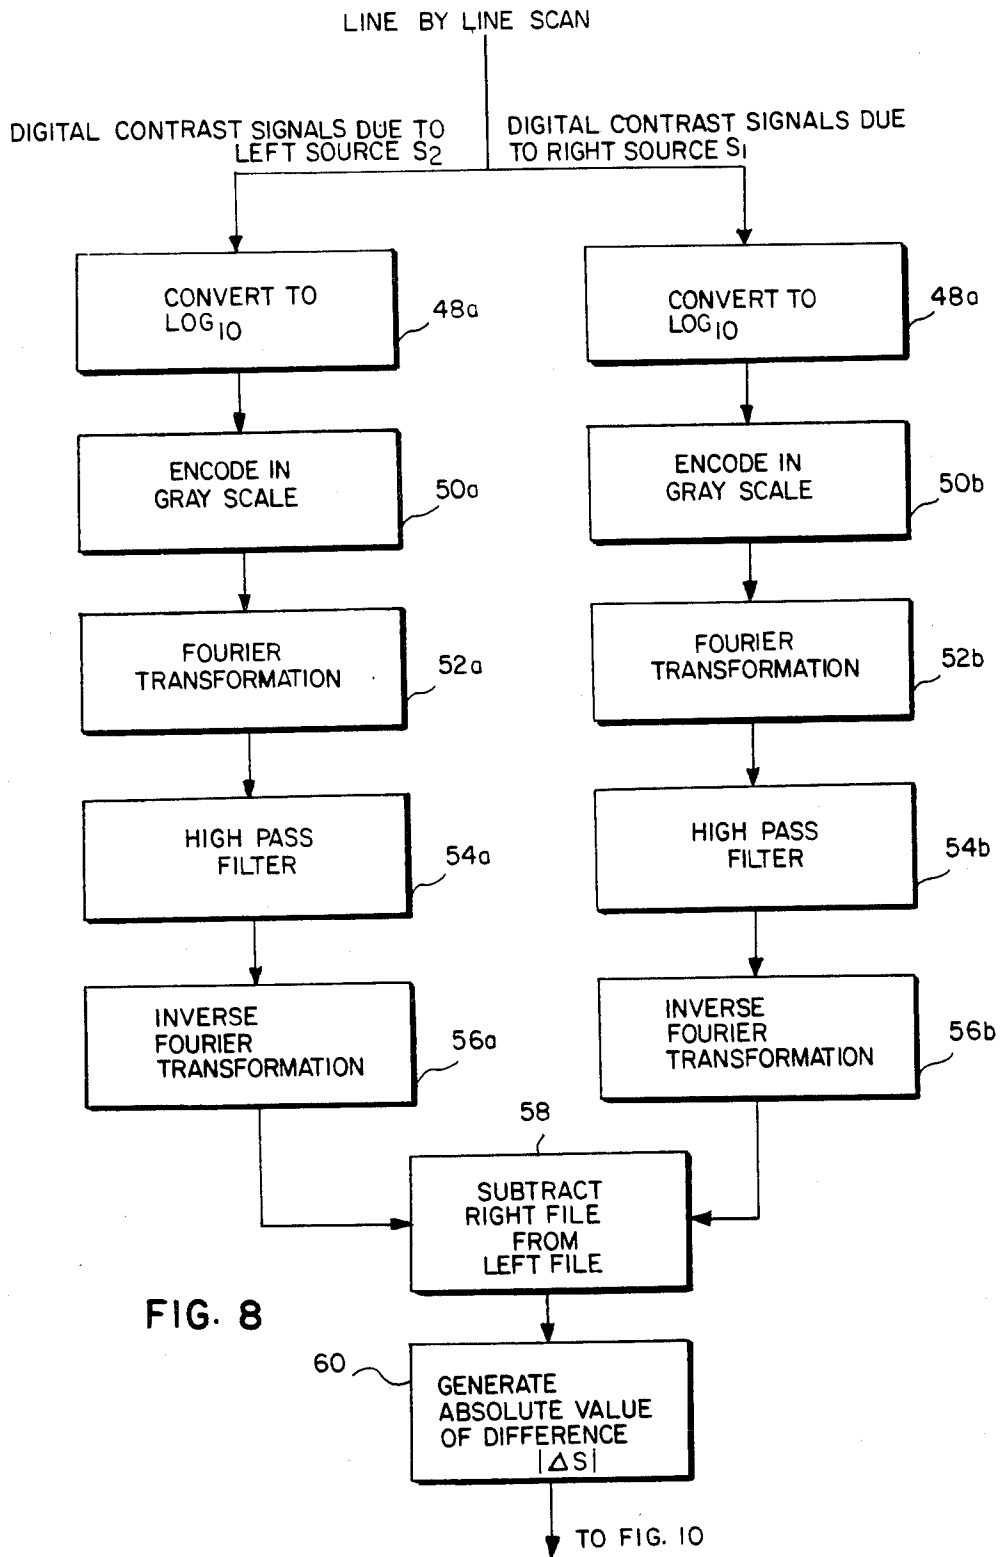 LINE BY LINE SCAN
DIGITAL CONTRAST SIGNALS DUE TO
LEFT SOURCE S2
DIGITAL CONTRAST SIGNALS DUE
TO RIGHT SOURCE S1
CONVERT TO
LOG10
48a
CONVERT TO
LOG10
48a
ENCODE IN
GRAY SCALE
50a
ENCODE IN
GRAY SCALE
50b
FOURIER
TRANSFORMATION
52a
FOURIER
TRANSFORMATION
52b
HIGH PASS
FILTER
54a
HIGH PASS
FILTER
54b
INVERSE
FOURIER
TRANSFORMATION
56a
INVERSE
FOURIER
TRANSFORMATION
56b
58
SUBTRACT
RIGHT FILE
FROM
LEFT FILE
FIG. 8
60
GENERATE
ABSOLUTE VALUE
OF DIFFERENCE
|ΔS|
TO FIG. 10